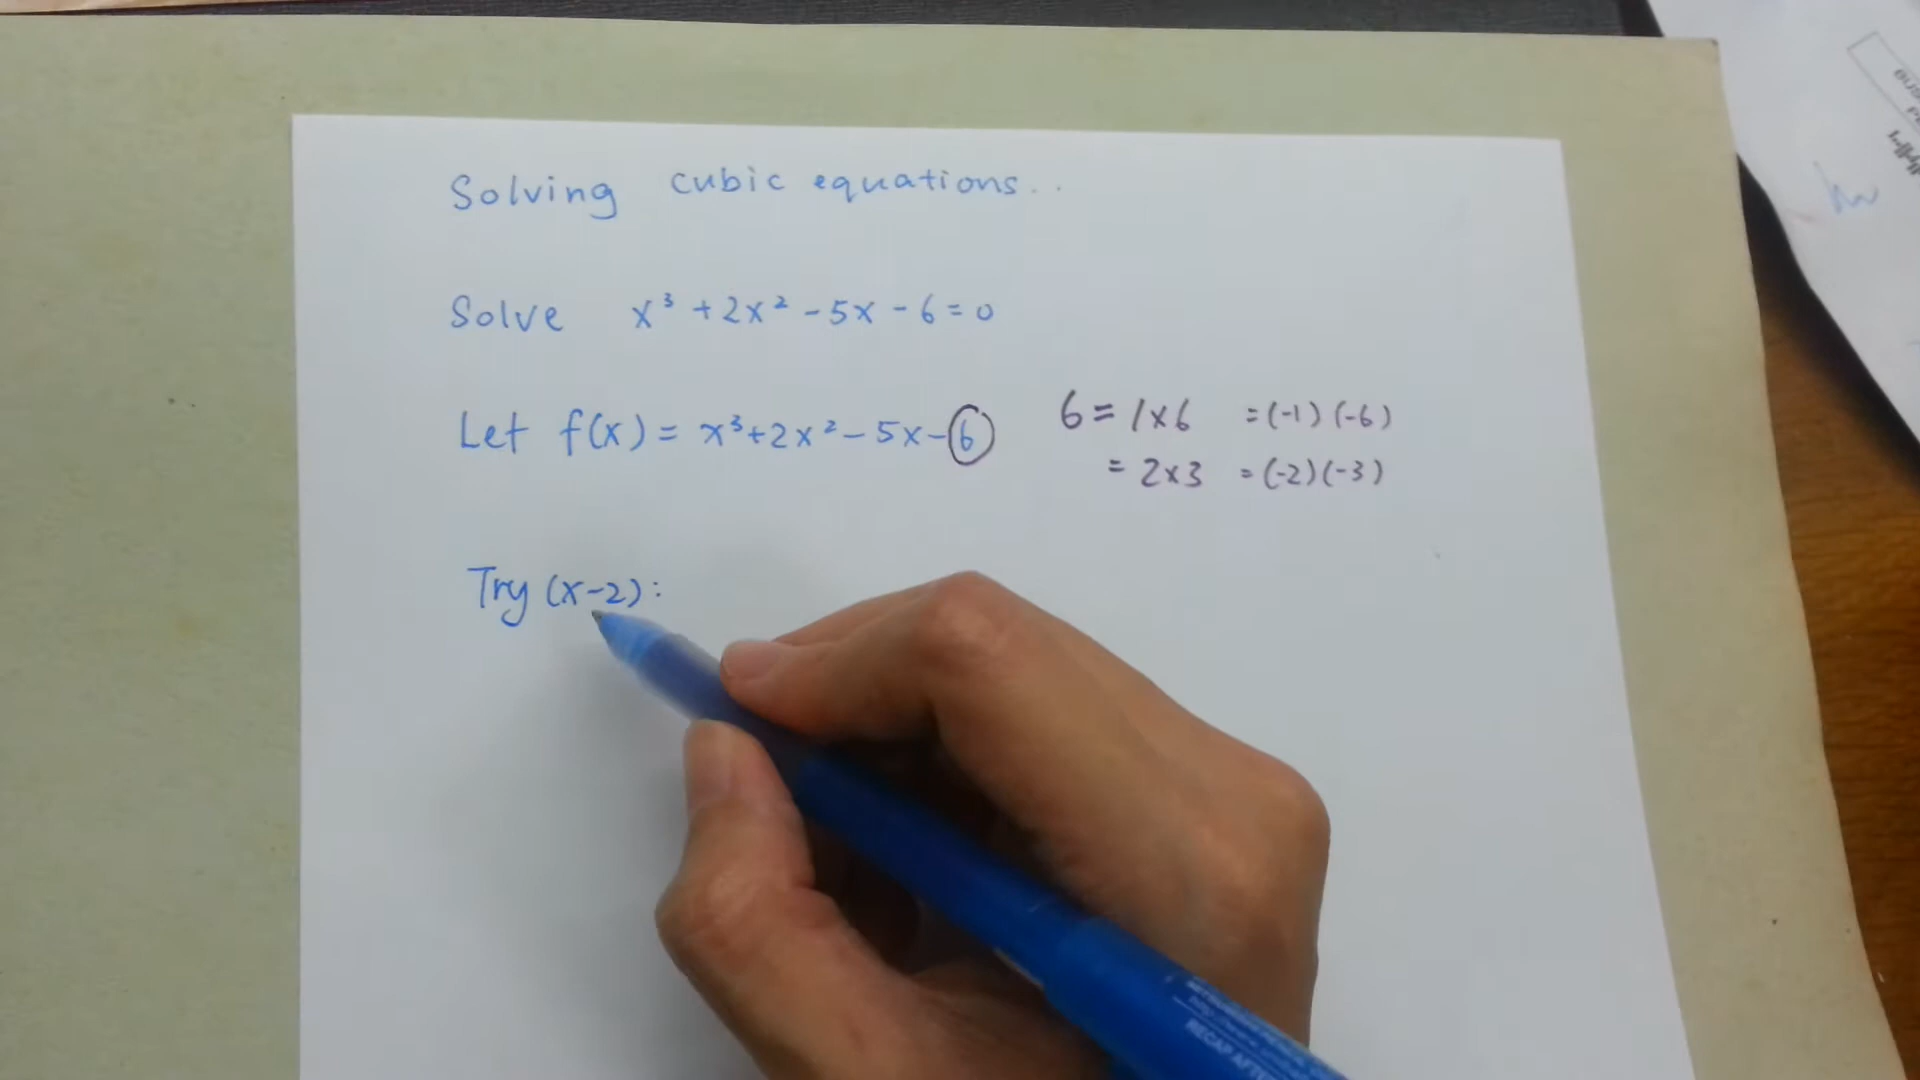 Solving cubic equations..
Solve x³ + 2x² - 5x - 6 = 0
Let f(x) = x³+2x²-5x-6
6 = 1x6 = (-1)(-6)
= 2x3 = (-2)(-3)
Try (x-2):